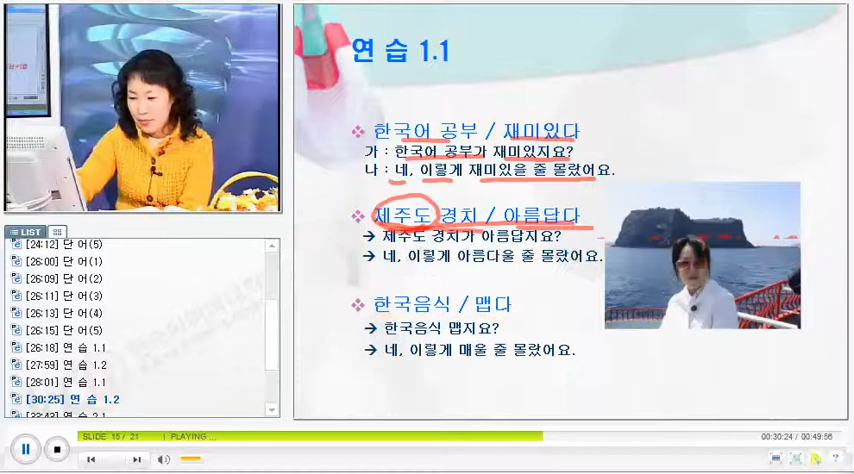 연 습 1.1
❖ 한국어 공부 / 재미있다
가 : 한국어 공부가 재미있지요?
나 : 네, 이렇게 재미있을 줄 몰랐어요.
❖ 제주도 경치 / 아름답다
→ 제주도 경치가 아름답지요?
→ 네, 이렇게 아름다울 줄 몰랐어요.
❖ 한국음식 / 맵다
→ 한국음식 맵지요?
→ 네, 이렇게 매울 줄 몰랐어요.
LIST
[24:12] 단 어(5)
[26:00] 단 어(1)
[26:09] 단 어(2)
[26:11] 단 어(3)
[26:13] 단 어(4)
[26:15] 단 어(5)
[26:18] 연 습 1.1
[27:59] 연 습 1.2
[28:01] 연 습 1.1
[30:25] 연 습 1.2
SLIDE 15 / 21 | PLAYING ...
00:30:24 / 00:49:56